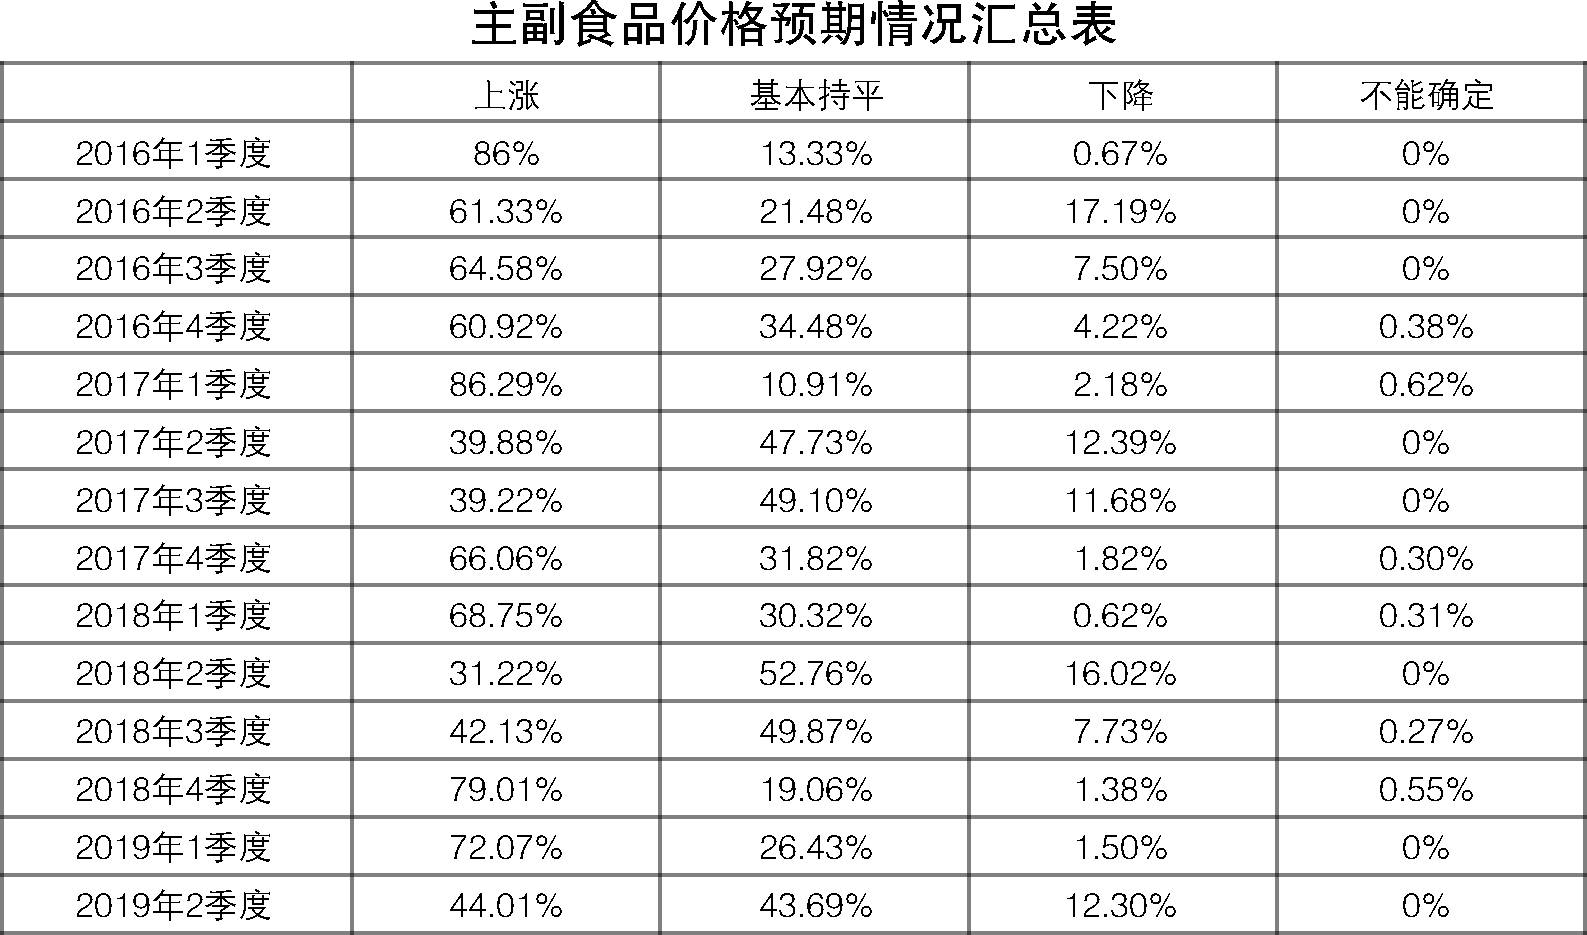 主副食品价格预期情况汇总表
上涨 基本持平 下降 不能确定
2016年1季度 86% 13.33% 0.67% 0%
2016年2季度 61.33% 21.48% 17.19% 0%
2016年3季度 64.58% 27.92% 7.50% 0%
2016年4季度 60.92% 34.48% 4.22% 0.38%
2017年1季度 86.29% 10.91% 2.18% 0.62%
2017年2季度 39.88% 47.73% 12.39% 0%
2017年3季度 39.22% 49.10% 11.68% 0%
2017年4季度 66.06% 31.82% 1.82% 0.30%
2018年1季度 68.75% 30.32% 0.62% 0.31%
2018年2季度 31.22% 52.76% 16.02% 0%
2018年3季度 42.13% 49.87% 7.73% 0.27%
2018年4季度 79.01% 19.06% 1.38% 0.55%
2019年1季度 72.07% 26.43% 1.50% 0%
2019年2季度 44.01% 43.69% 12.30% 0%